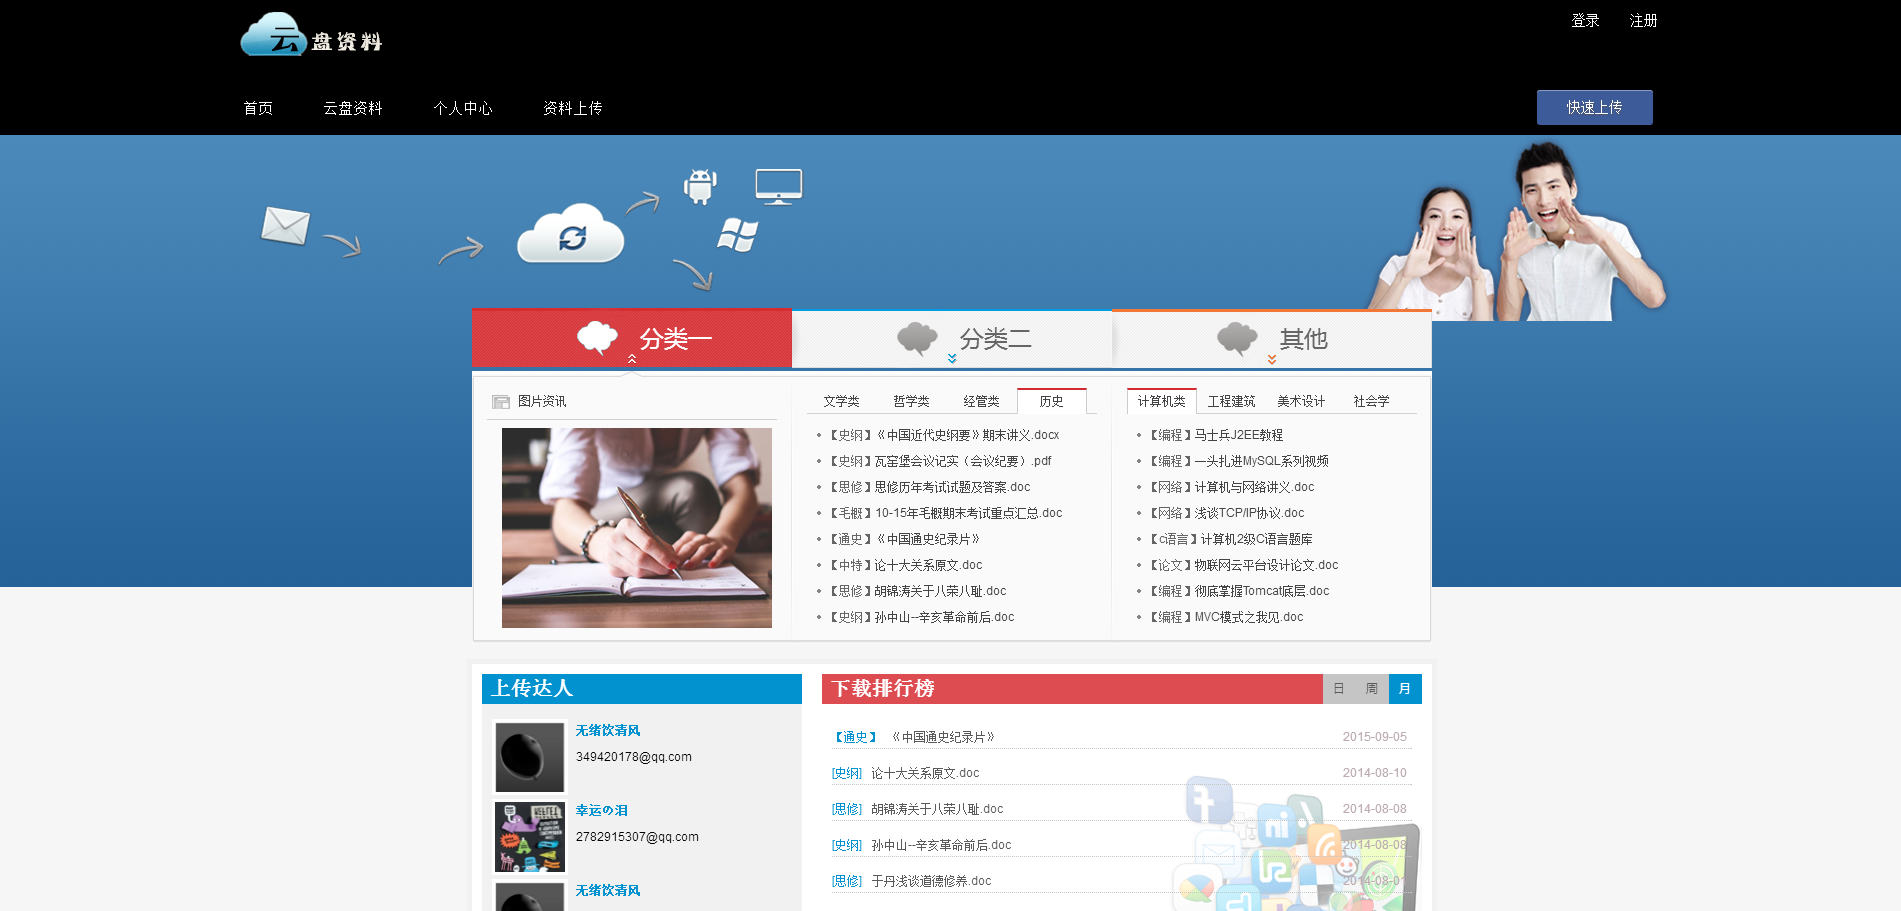 云盘资料
登录 注册
首页 云盘资料 个人中心 资料上传
快速上传
分类一 分类二 其他
图片资讯
文学类 哲学类 经管类 历史
【史纲】《中国近代史纲要》期末讲义.docx
【史纲】瓦窑堡会议记实（会议纪要）.pdf
【思修】思修历年考试试题及答案.doc
【毛概】10-15年毛概期末考试重点汇总.doc
【通史】《中国通史纪录片》
【中特】论十大关系原文.doc
【思修】胡锦涛关于八荣八耻.doc
【史纲】孙中山--辛亥革命前后.doc
计算机类 工程建筑 美术设计 社会学
【编程】马士兵J2EE教程
【编程】一头扎进MySQL系列视频
【网络】计算机与网络讲义.doc
【网络】浅谈TCP/IP协议.doc
【c语言】计算机2级C语言题库
【论文】物联网云平台设计论文.doc
【编程】彻底掌握Tomcat底层.doc
【编程】MVC模式之我见.doc
上传达人
无绪饮清风
349420178@qq.com
幸运の泪
2782915307@qq.com
无绪饮清风
下载排行榜
日 周 月
【通史】 《中国通史纪录片》 2015-09-05
[史纲] 论十大关系原文.doc 2014-08-10
[思修] 胡锦涛关于八荣八耻.doc 2014-08-08
[史纲] 孙中山--辛亥革命前后.doc 2014-08-08
[思修] 于丹浅谈道德修养.doc 2014-08-01